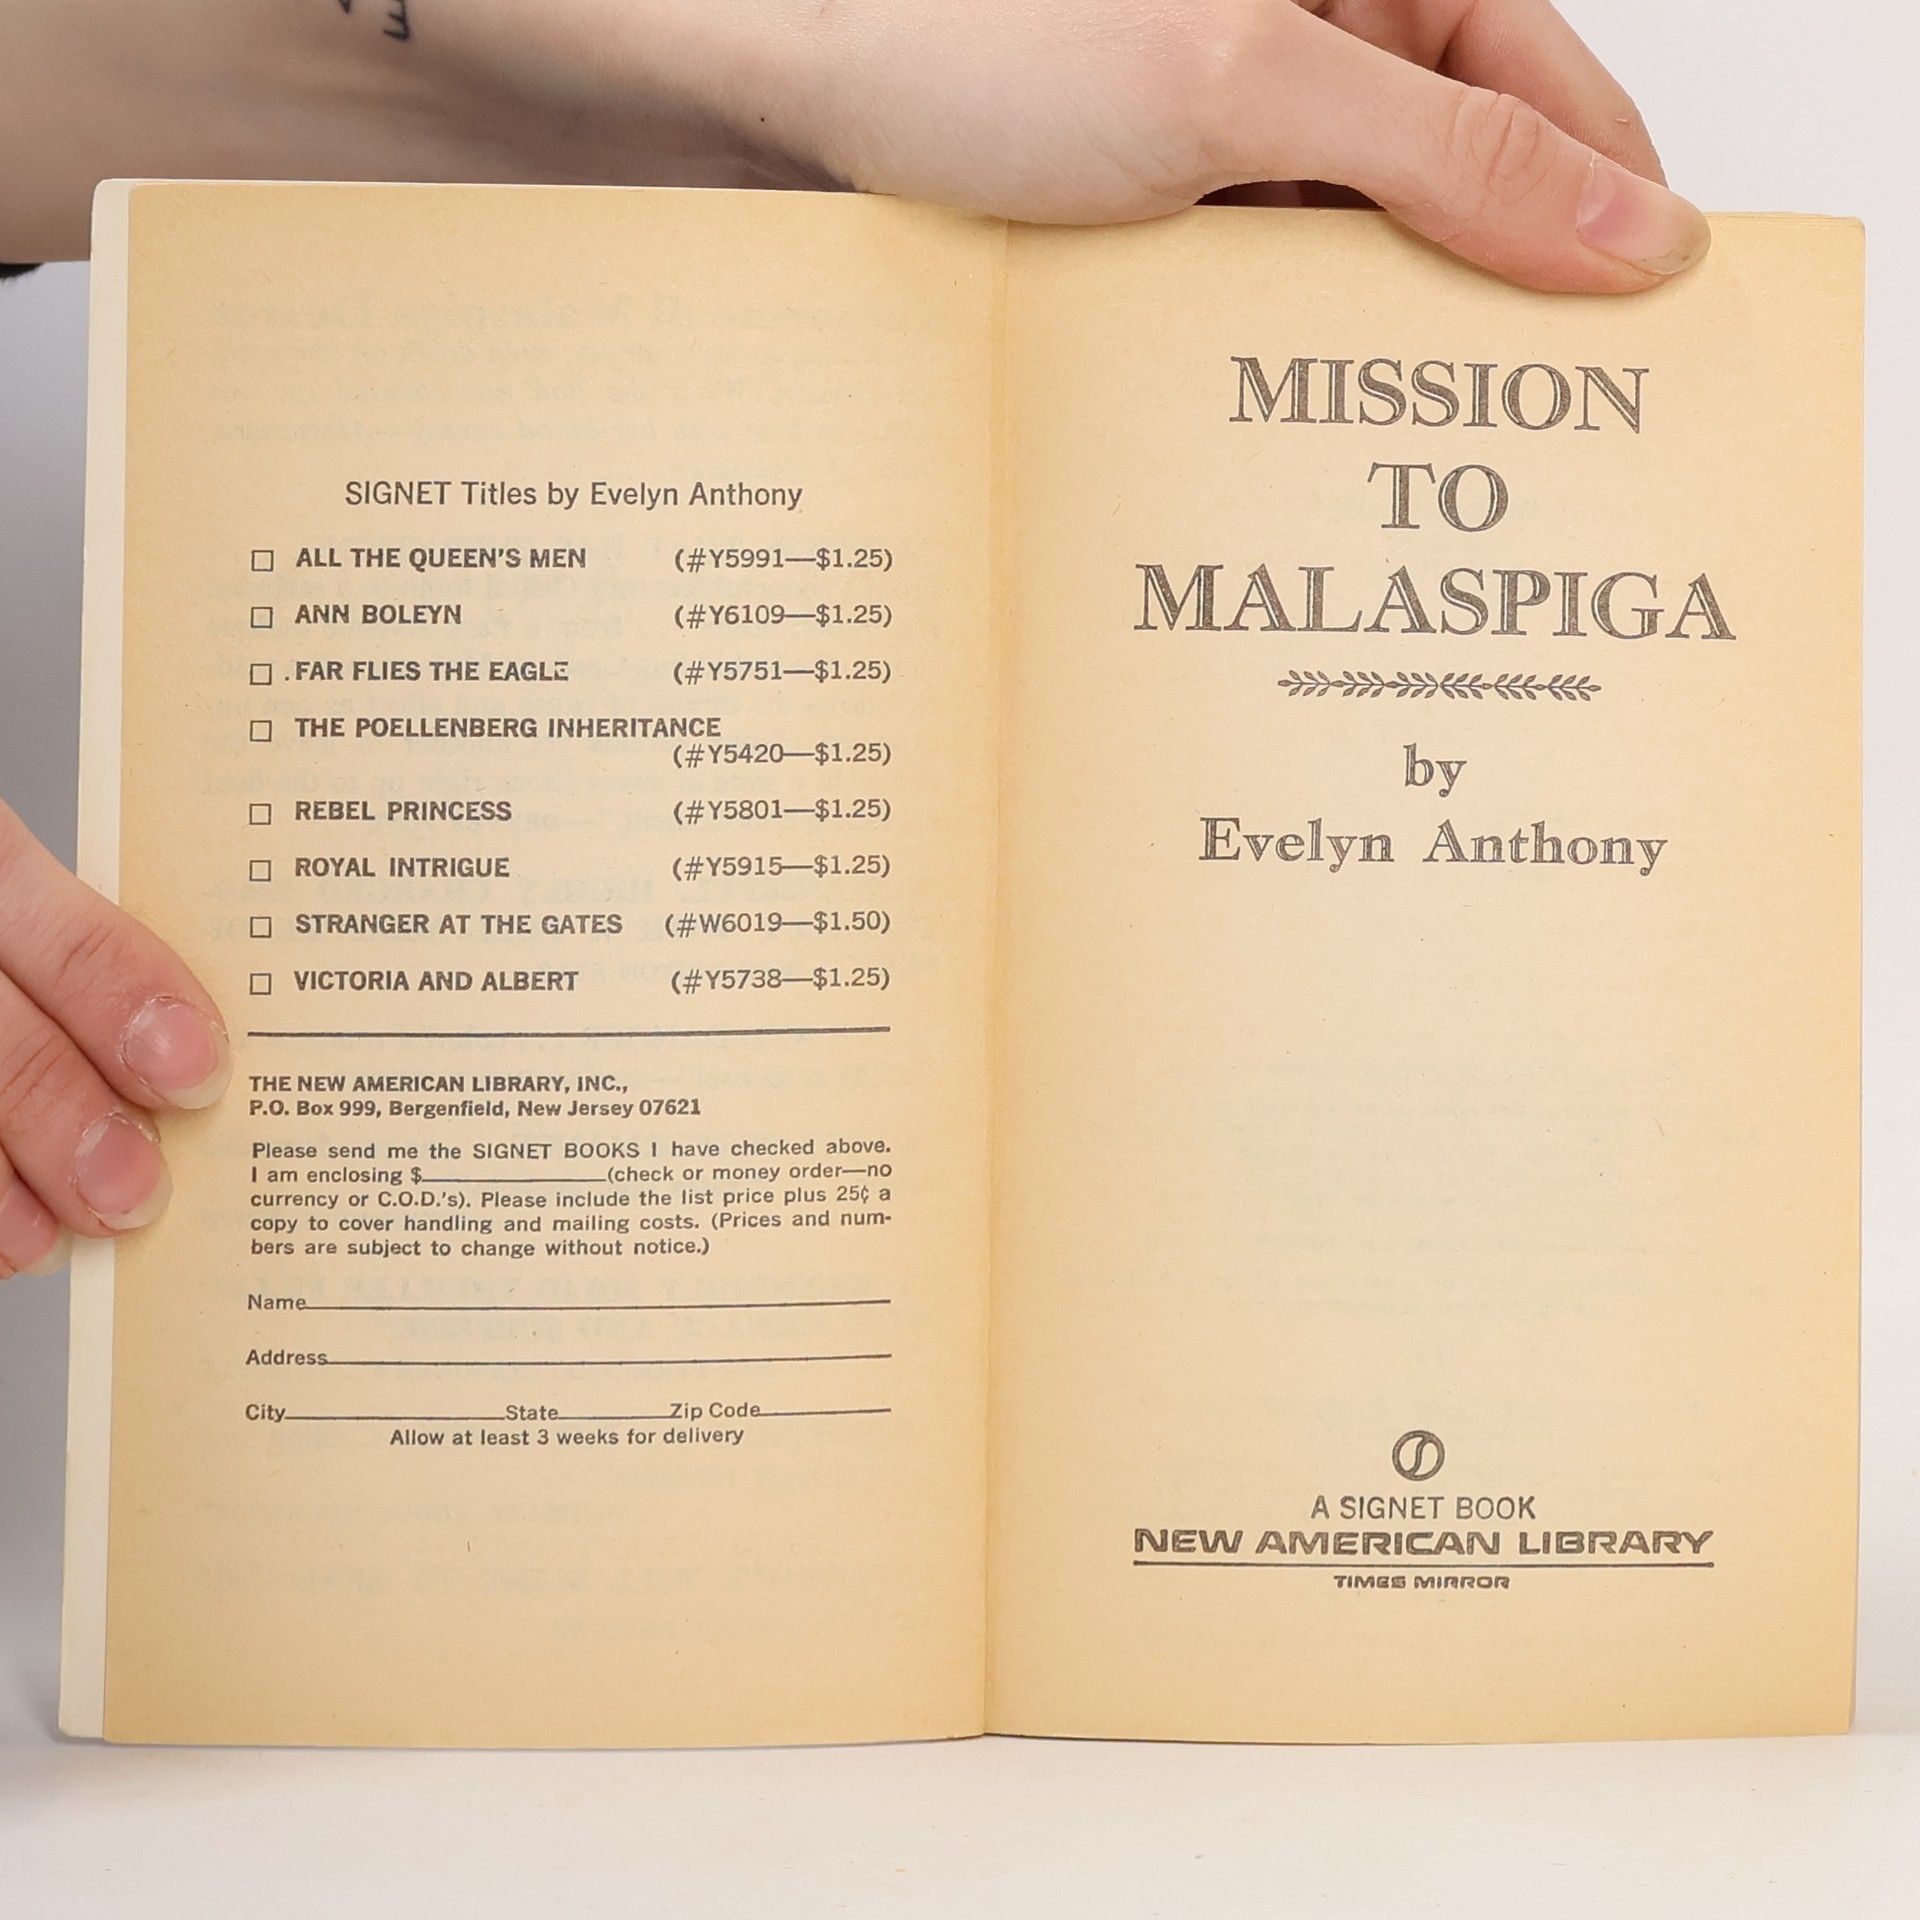 SIGNET Titles by Evelyn Anthony
□ ALL THE QUEEN'S MEN (#Y5991—$1.25)
□ ANN BOLEYN (#Y6109—$1.25)
□ .FAR FLIES THE EAGLE (#Y5751—$1.25)
□ THE POELLENBERG INHERITANCE
(#Y5420—$1.25)
□ REBEL PRINCESS (#Y5801—$1.25)
□ ROYAL INTRIGUE (#Y5915—$1.25)
□ STRANGER AT THE GATES (#W6019—$1.50)
□ VICTORIA AND ALBERT (#Y5738—$1.25)
THE NEW AMERICAN LIBRARY, INC.,
P.O. Box 999, Bergenfield, New Jersey 07621
Please send me the SIGNET BOOKS I have checked above.
I am enclosing $____________(check or money order—no
currency or C.O.D.'s). Please include the list price plus 25¢ a
copy to cover handling and mailing costs. (Prices and num-
bers are subject to change without notice.)
Name____________
Address____________
City____________State________Zip Code________
Allow at least 3 weeks for delivery
MISSION
TO
MALASPIGA
by
Evelyn Anthony
A SIGNET BOOK
NEW AMERICAN LIBRARY
TIMES MIRROR